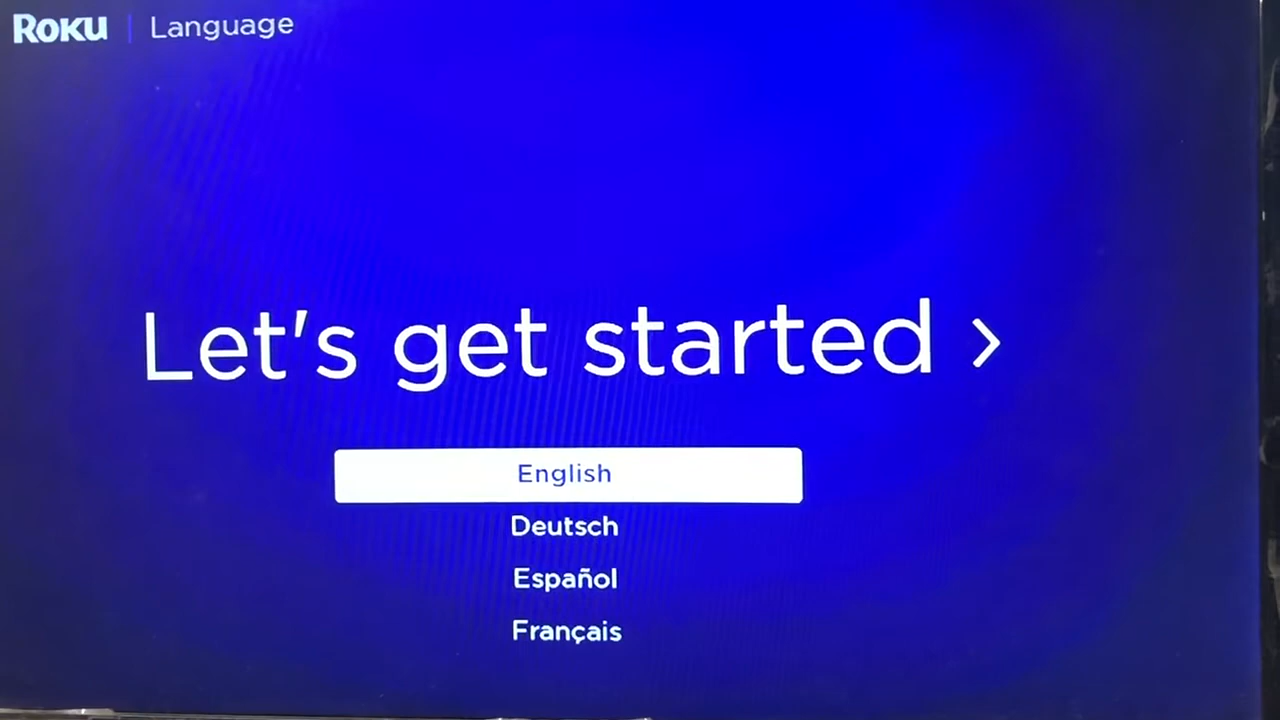 Roku | Language
Let's get started >
English
Deutsch
Español
Français